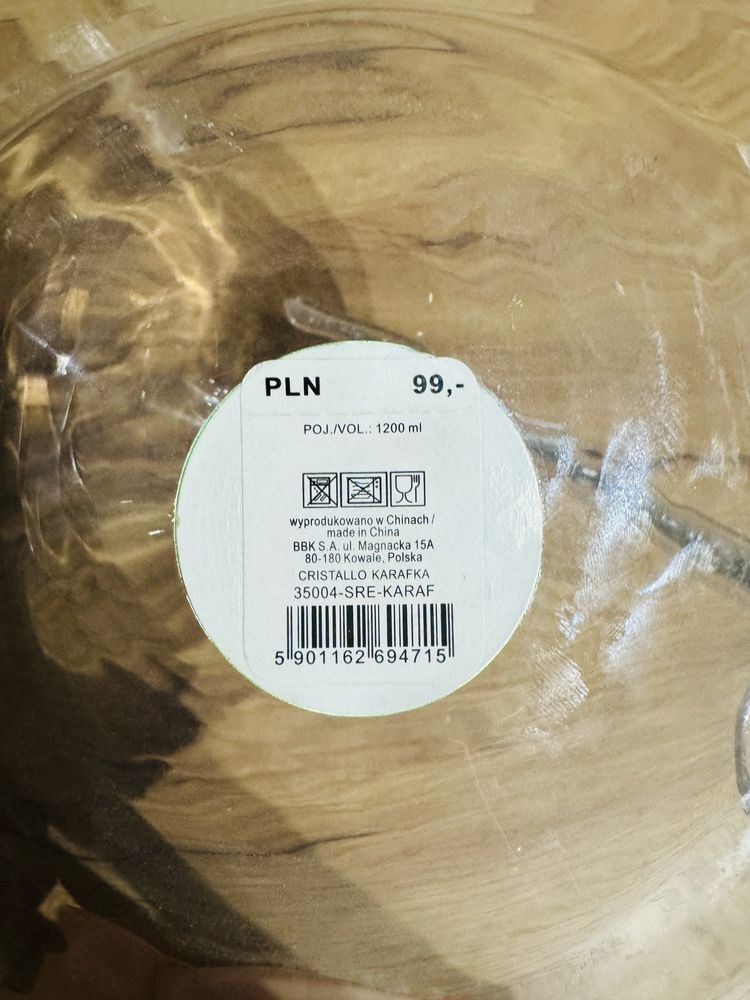 PLN 99,-
POJ./VOL.: 1200 ml
wyprodukowano w Chinach /
made in China
BBK S.A. ul. Magnacka 15A
80-180 Kowale, Polska
CRISTALLO KARAFKA
35004-SRE-KARAF
5 901162 694715